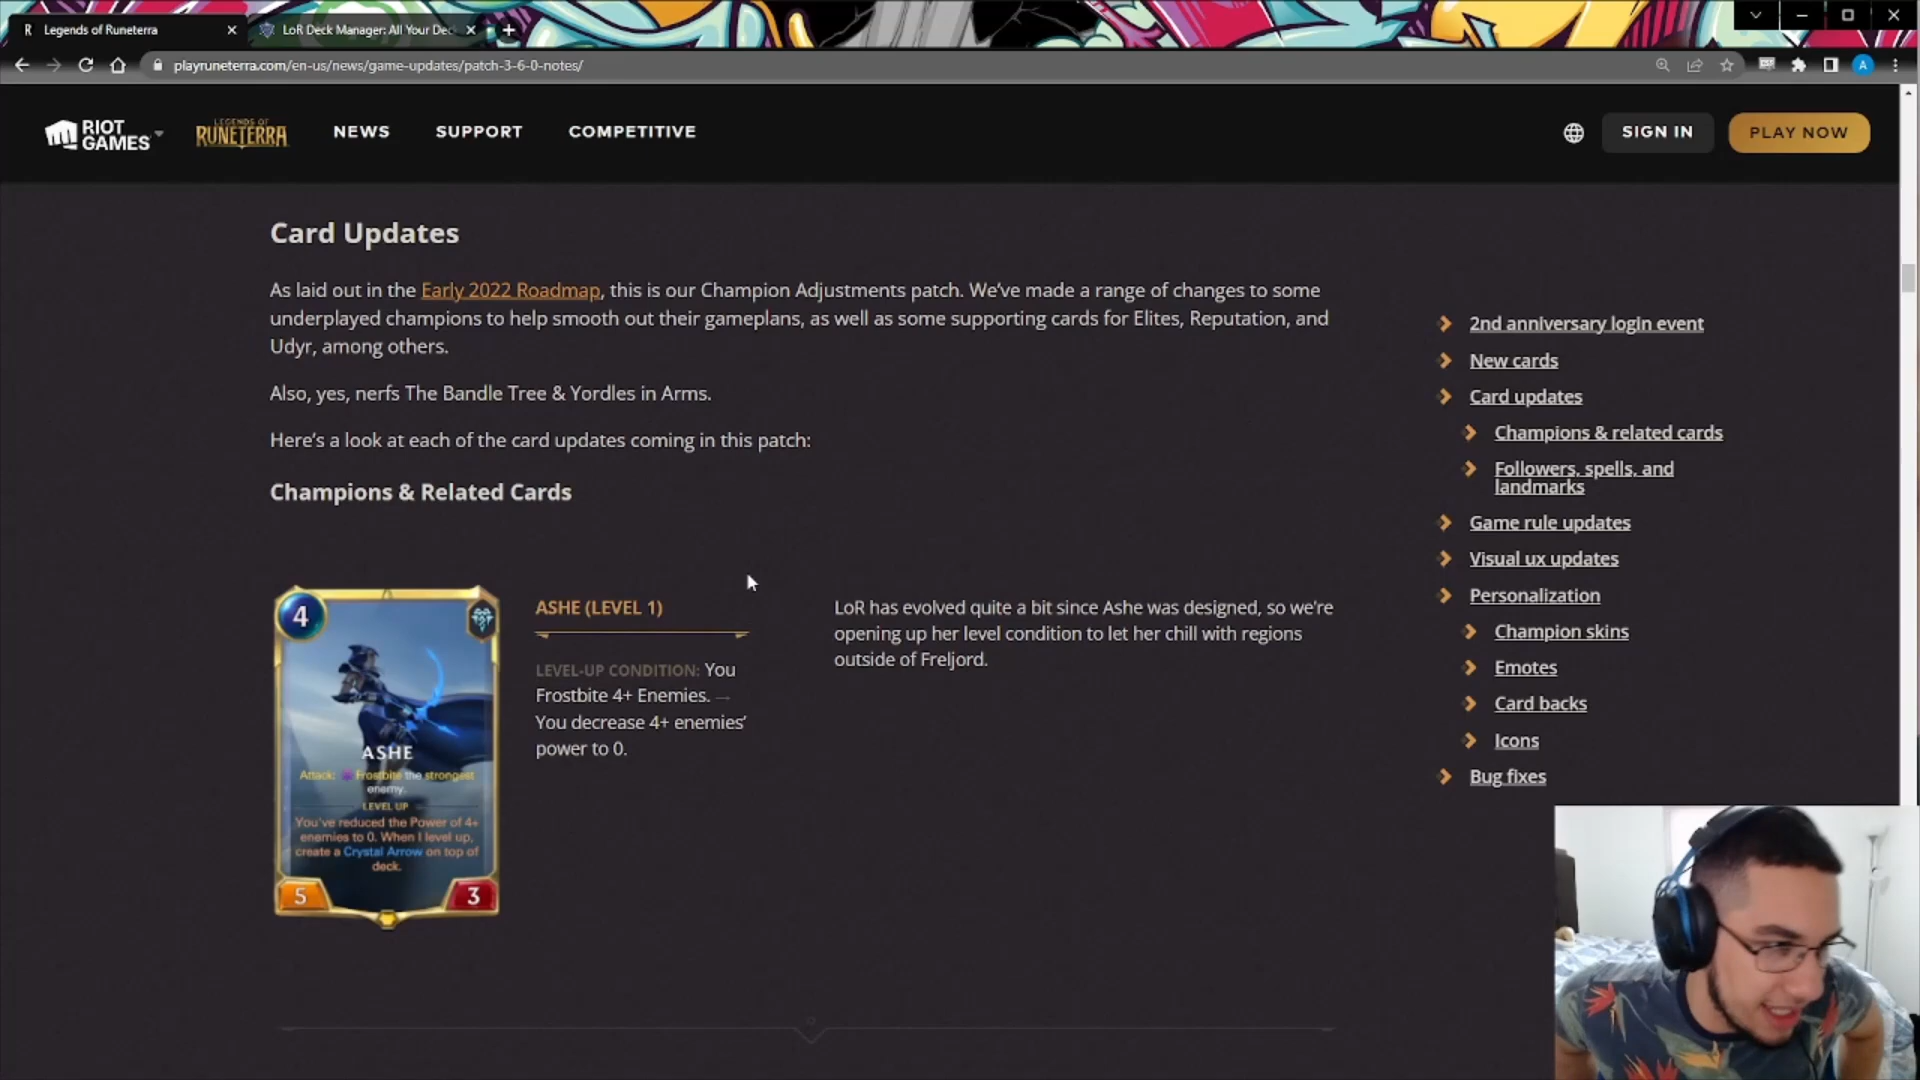 Legends of Runeterra
LoR Deck Manager: All Your Dec
playruneterra.com/en-us/news/game-updates/patch-3-6-0-notes/
A
RIOT GAMES
LEGENDS OF RUNETERRA
NEWS
SUPPORT
COMPETITIVE
SIGN IN
PLAY NOW
Card Updates
As laid out in the Early 2022 Roadmap, this is our Champion Adjustments patch. We've made a range of changes to some
underplayed champions to help smooth out their gameplans, as well as some supporting cards for Elites, Reputation, and
Udyr, among others.
Also, yes, nerfs The Bandle Tree & Yordles in Arms.
Here's a look at each of the card updates coming in this patch:
Champions & Related Cards
4
ASHE
Attack: Frostbite the strongest
enemy.
LEVEL UP
You've reduced the Power of 4+
enemies to 0. When I level up,
create a Crystal Arrow on top of
deck.
5
3
ASHE (LEVEL 1)
LEVEL-UP CONDITION: You
Frostbite 4+ Enemies. →
You decrease 4+ enemies'
power to 0.
LoR has evolved quite a bit since Ashe was designed, so we're
opening up her level condition to let her chill with regions
outside of Freljord.
2nd anniversary login event
New cards
Card updates
Champions & related cards
Followers, spells, and
landmarks
Game rule updates
Visual ux updates
Personalization
Champion skins
Emotes
Card backs
Icons
Bug fixes